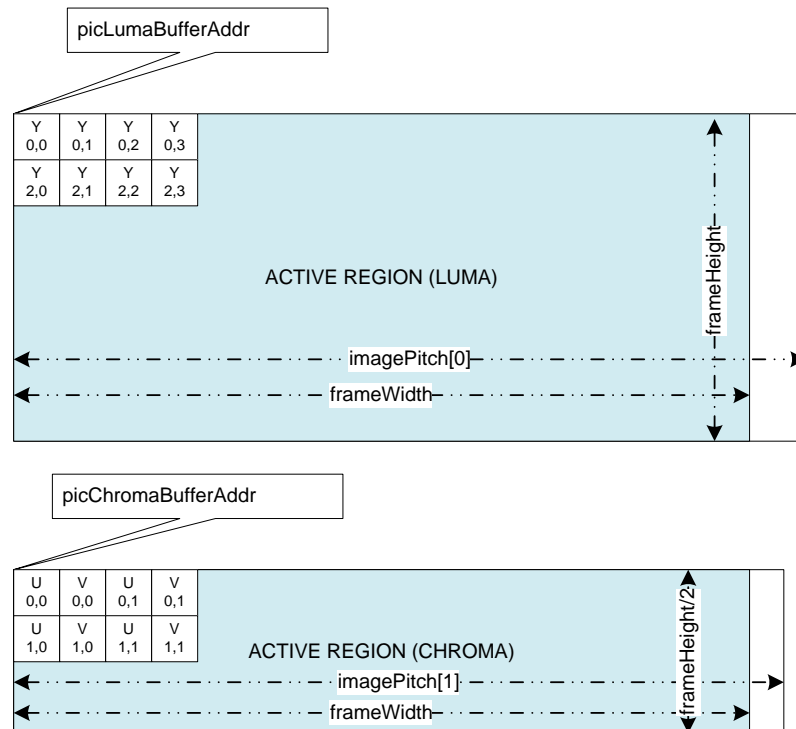 picLumaBufferAddr
Y Y Y Y
0,0 0,1 0,2 0,3
Y Y Y Y
2,0 2,1 2,2 2,3
frameHeight
ACTIVE REGION (LUMA)
imagePitch[0]
frameWidth
picChromaBufferAddr
U V U V
0,0 0,0 0,1 0,1
U V U V
1,0 1,0 1,1 1,1
frameHeight/2
ACTIVE REGION (CHROMA)
imagePitch[1]
frameWidth